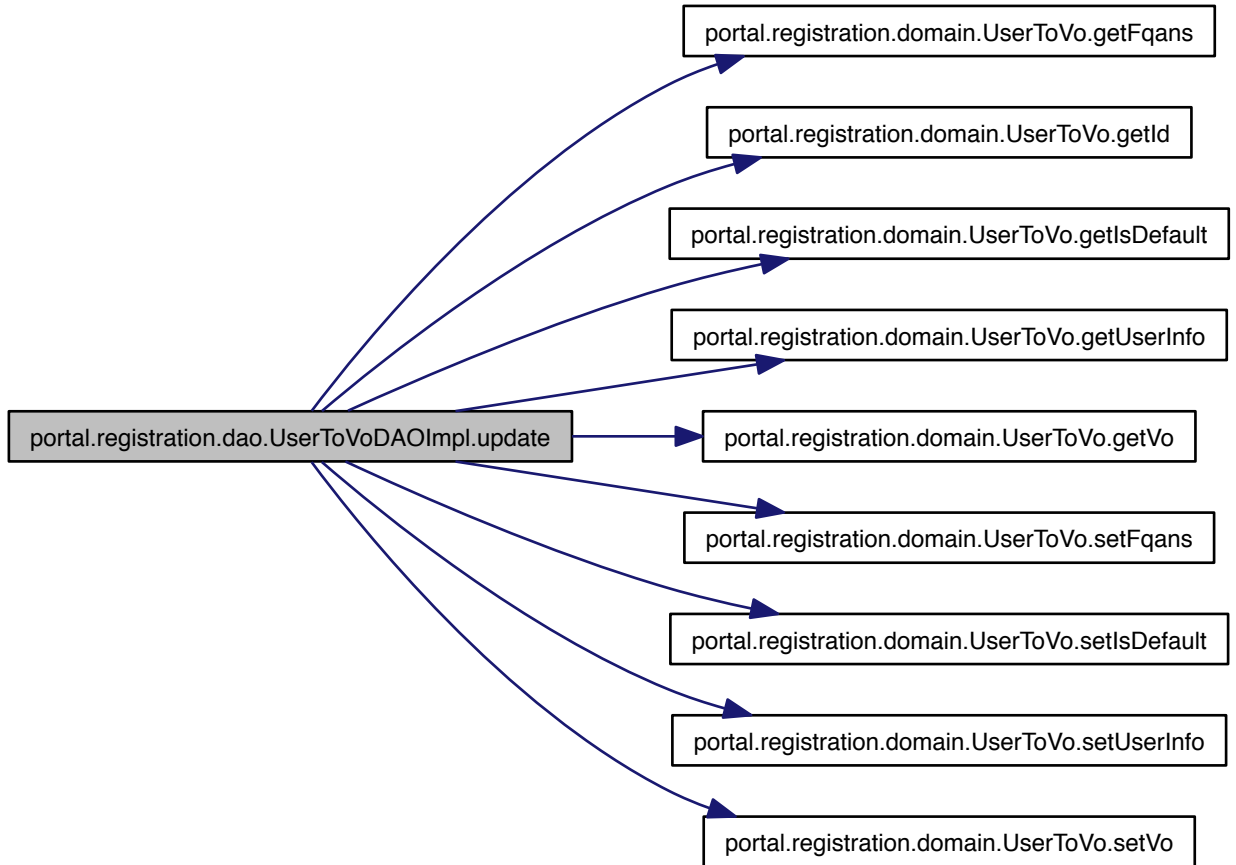 portal.registration.domain.UserToVo.getFqans
portal.registration.domain.UserToVo.getId
portal.registration.domain.UserToVo.getIsDefault
portal.registration.domain.UserToVo.getUserInfo
portal.registration.dao.UserToVoDAOImpl.update
portal.registration.domain.UserToVo.getVo
portal.registration.domain.UserToVo.setFqans
portal.registration.domain.UserToVo.setIsDefault
portal.registration.domain.UserToVo.setUserInfo
portal.registration.domain.UserToVo.setVo